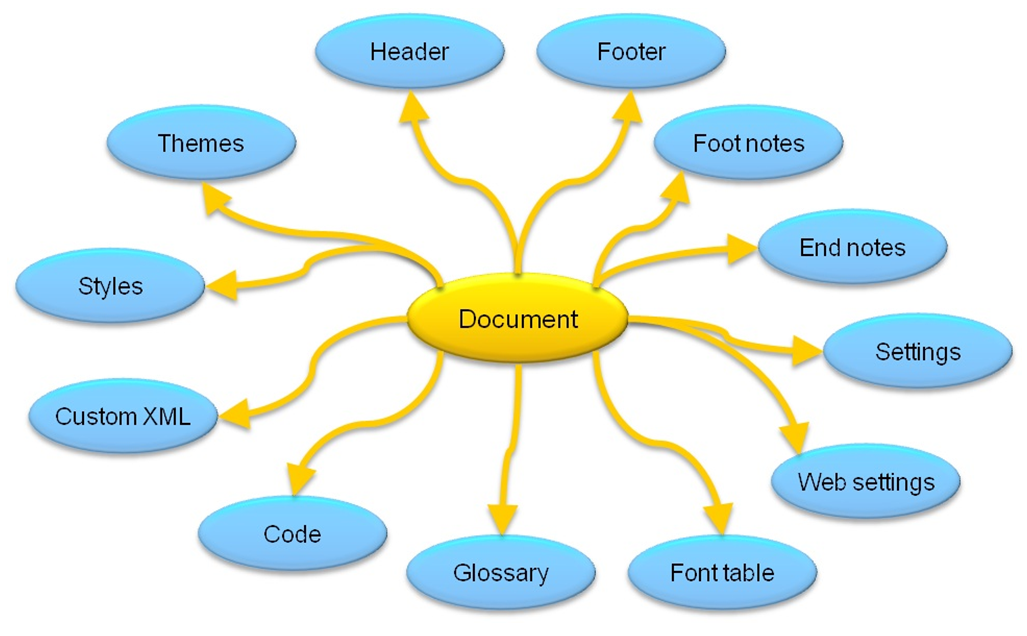 Header
Footer
Themes
Foot notes
End notes
Styles
Document
Settings
Custom XML
Web settings
Code
Glossary
Font table